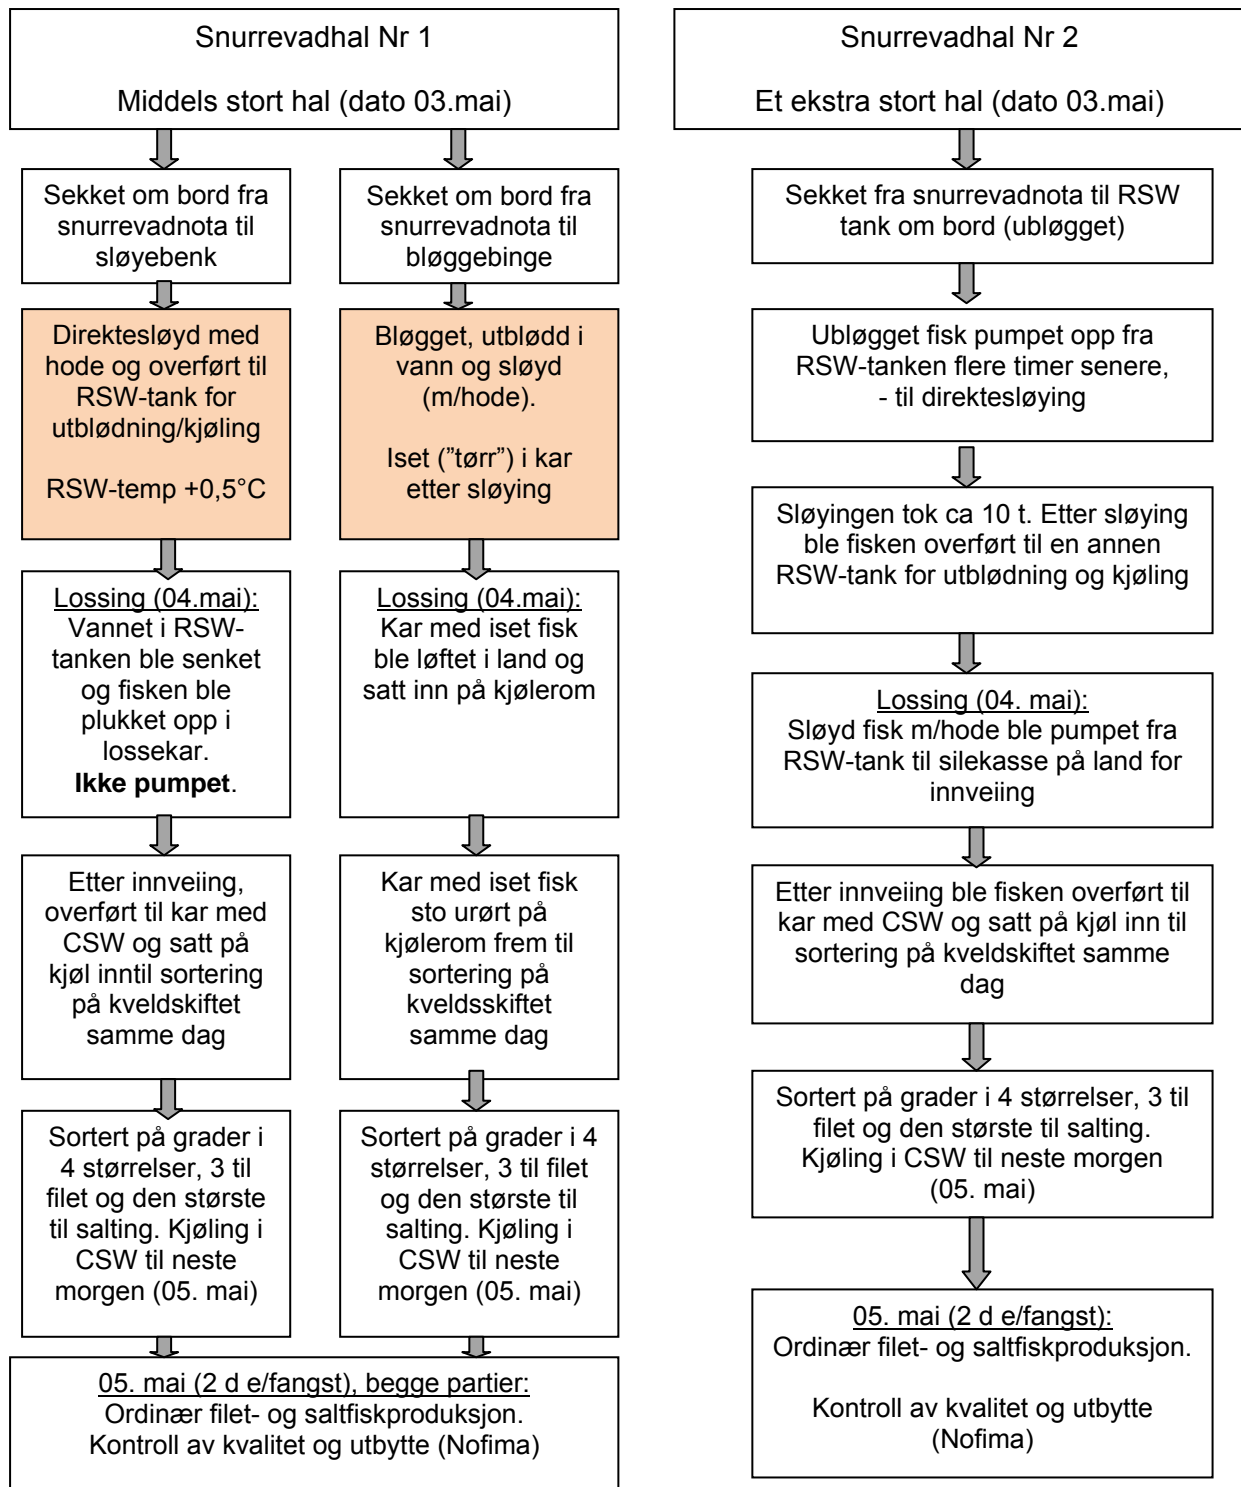 Snurrevadhal Nr 1
Middels stort hal (dato 03.mai)
Sekket om bord fra
snurrevadnota til
sløyebenk
Direktesløyd med
hode og overført til
RSW-tank for
utblødning/kjøling
RSW-temp +0,5°C
Lossing (04.mai):
Vannet i RSW-
tanken ble senket
og fisken ble
plukket opp i
lossekar.
Ikke pumpet.
Etter innveiing,
overført til kar med
CSW og satt på
kjøl inntil sortering
på kveldskiftet
samme dag
Sortert på grader i
4 størrelser, 3 til
filet og den største
til salting. Kjøling i
CSW til neste
morgen (05. mai)
Sekket om bord fra
snurrevadnota til
bløggebinge
Bløgget, utblødd i
vann og sløyd
(m/hode).
Iset (”tørr”) i kar
etter sløying
Lossing (04.mai):
Kar med iset fisk
ble løftet i land og
satt inn på kjølerom
Kar med iset fisk
sto urørt på
kjølerom frem til
sortering på
kveldsskiftet
samme dag
Sortert på grader i 4
størrelser, 3 til filet
og den største til
salting. Kjøling i
CSW til neste
morgen (05. mai)
05. mai (2 d e/fangst), begge partier:
Ordinær filet- og saltfiskproduksjon.
Kontroll av kvalitet og utbytte (Nofima)
Snurrevadhal Nr 2
Et ekstra stort hal (dato 03.mai)
Sekket fra snurrevadnota til RSW
tank om bord (ubløgget)
Ubløgget fisk pumpet opp fra
RSW-tanken flere timer senere,
- til direktesløying
Sløyingen tok ca 10 t. Etter sløying
ble fisken overført til en annen
RSW-tank for utblødning og kjøling
Lossing (04. mai):
Sløyd fisk m/hode ble pumpet fra
RSW-tank til silekasse på land for
innveiing
Etter innveiing ble fisken overført til
kar med CSW og satt på kjøl inn til
sortering på kveldskiftet samme
dag
Sortert på grader i 4 størrelser, 3 til
filet og den største til salting.
Kjøling i CSW til neste morgen
(05. mai)
05. mai (2 d e/fangst):
Ordinær filet- og saltfiskproduksjon.
Kontroll av kvalitet og utbytte
(Nofima)